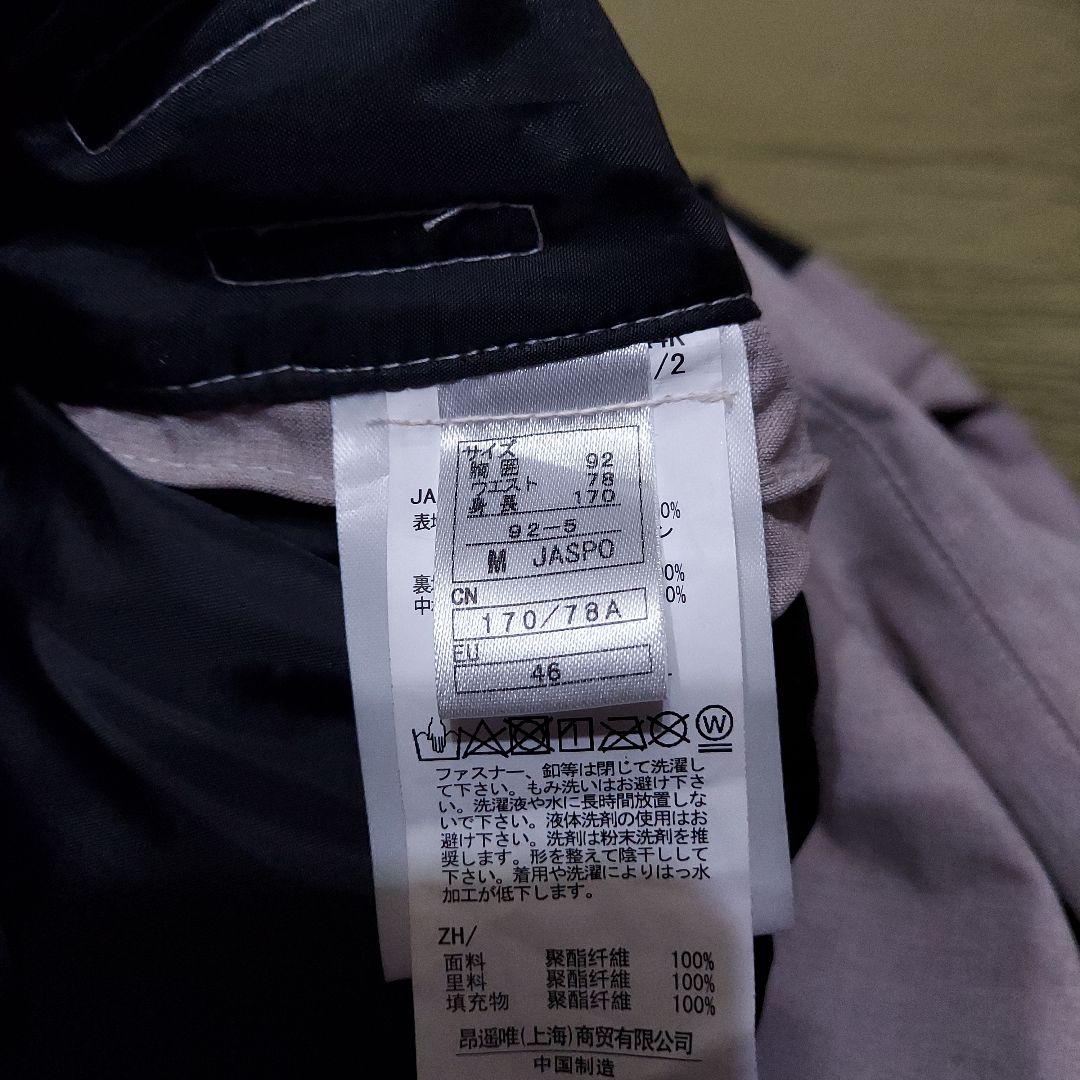 /2
サイズ
胸囲 92
ウエスト 78
身長 170
92-5
M JASPO
CN
170/78A
EU
46
JA
0%
裏
0%
中
0%
W
ファスナー、釦等は閉じて洗濯し
て下さい。もみ洗いはお避け下さ
い。洗濯液や水に長時間放置しな
いで下さい。液体洗剤の使用はお
避け下さい。洗剤は粉末洗剤を推
奨します。形を整えて陰干しして
下さい。着用や洗濯によりはっ水
加工が低下します。
ZH/
面料 聚酯纤維 100%
里料 聚酯纤維 100%
填充物 聚酯纤維 100%
昂遥唯(上海)商贸有限公司
中国制造